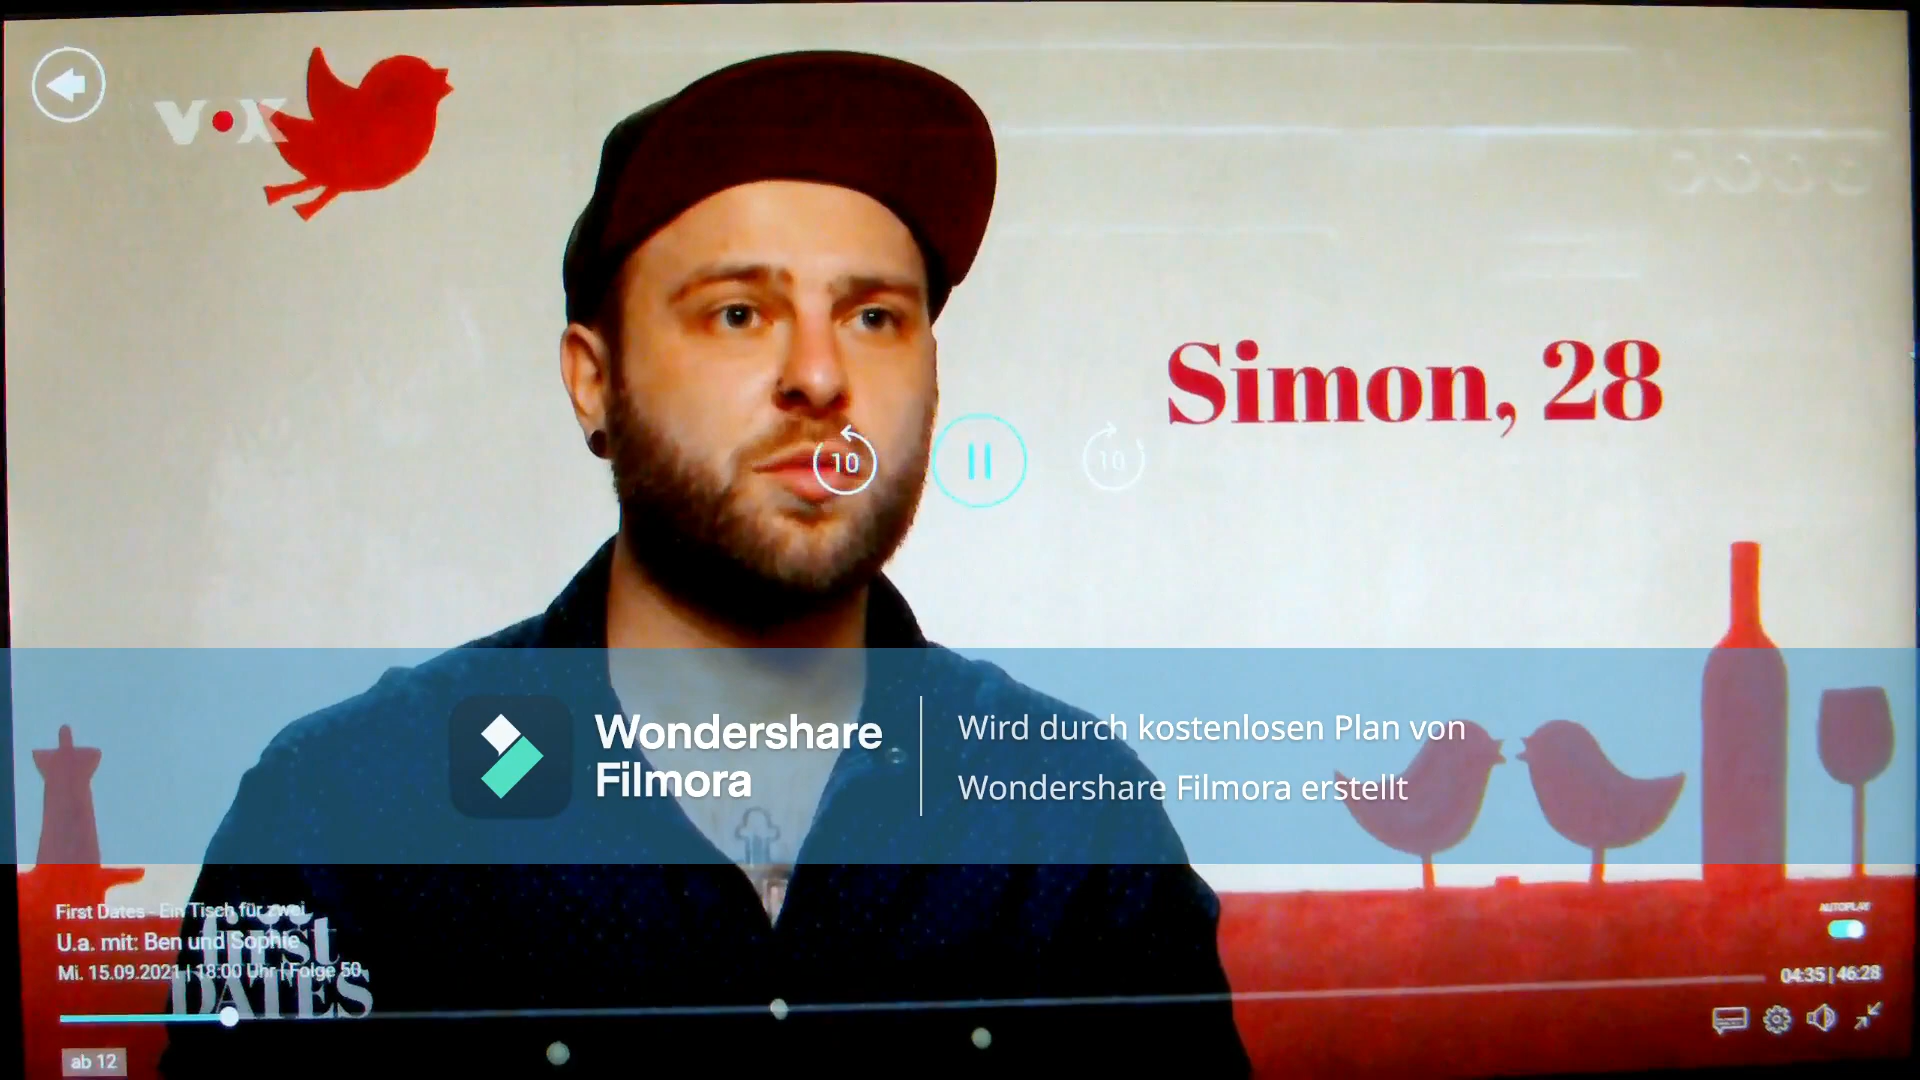 VOX
Simon, 28
10
10
Wondershare
Filmora
Wird durch kostenlosen Plan von
Wondershare Filmora erstellt
First Dates - Ein Tisch für zwei
U.a. mit: Ben und Sophie
Mi. 15.09.2021 | 18:00 Uhr | Folge 50
first
DATES
AUTOPLAY
04:35 | 46:28
ab 12